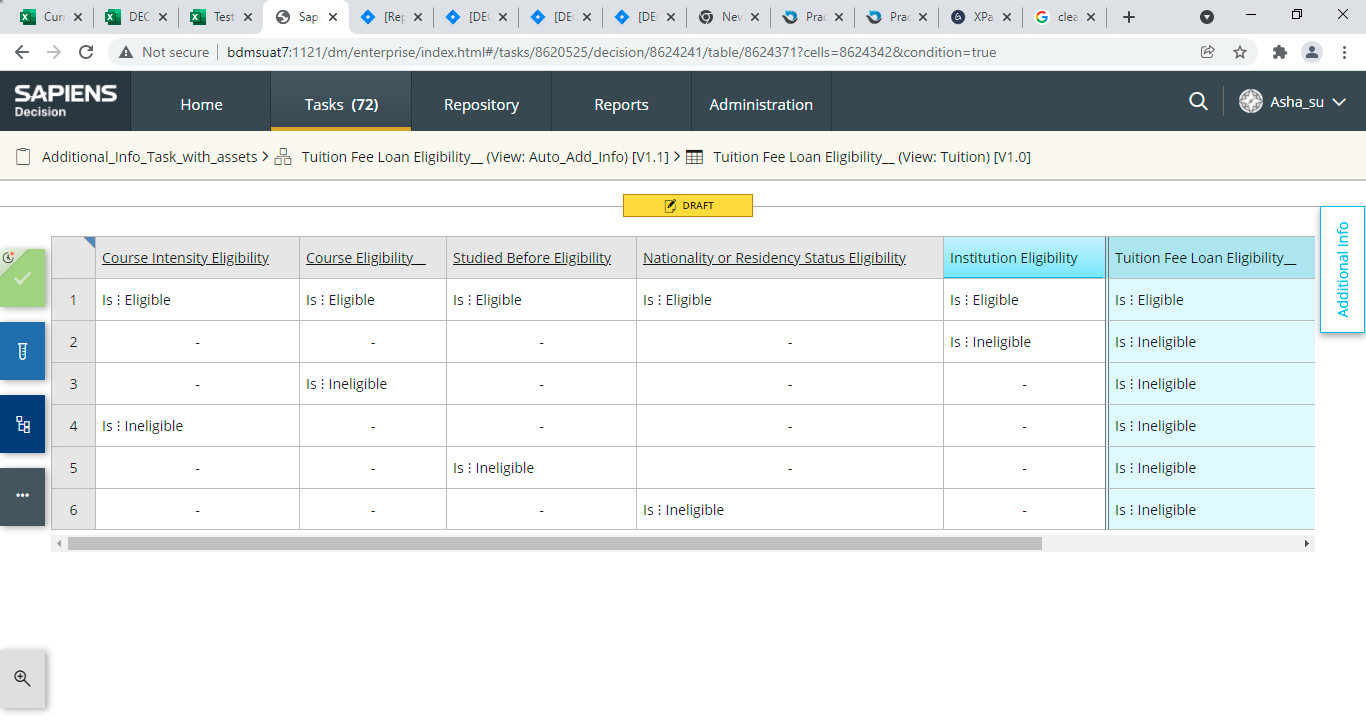 Curr DEC Test Sap [Rep [DE [DE [DE Nev Prac Prac XPa clea
Not secure bdmsuat7:1121/dm/enterprise/index.html#/tasks/8620525/decision/8624241/table/8624371?cells=8624342&condition=true
SAPIENS
Decision
Home Tasks (72) Repository Reports Administration Asha_su
Additional_Info_Task_with_assets > Tuition Fee Loan Eligibility__ (View: Auto_Add_Info) [V1.1] > Tuition Fee Loan Eligibility__ (View: Tuition) [V1.0]
DRAFT
Additional Info
Course Intensity Eligibility Course Eligibility__ Studied Before Eligibility Nationality or Residency Status Eligibility Institution Eligibility Tuition Fee Loan Eligibility__
1 Is ⋮ Eligible Is ⋮ Eligible Is ⋮ Eligible Is ⋮ Eligible Is ⋮ Eligible Is ⋮ Eligible
2 - - - - Is ⋮ Ineligible Is ⋮ Ineligible
3 - Is ⋮ Ineligible - - - Is ⋮ Ineligible
4 Is ⋮ Ineligible - - - - Is ⋮ Ineligible
5 - - Is ⋮ Ineligible - - Is ⋮ Ineligible
6 - - - Is ⋮ Ineligible - Is ⋮ Ineligible